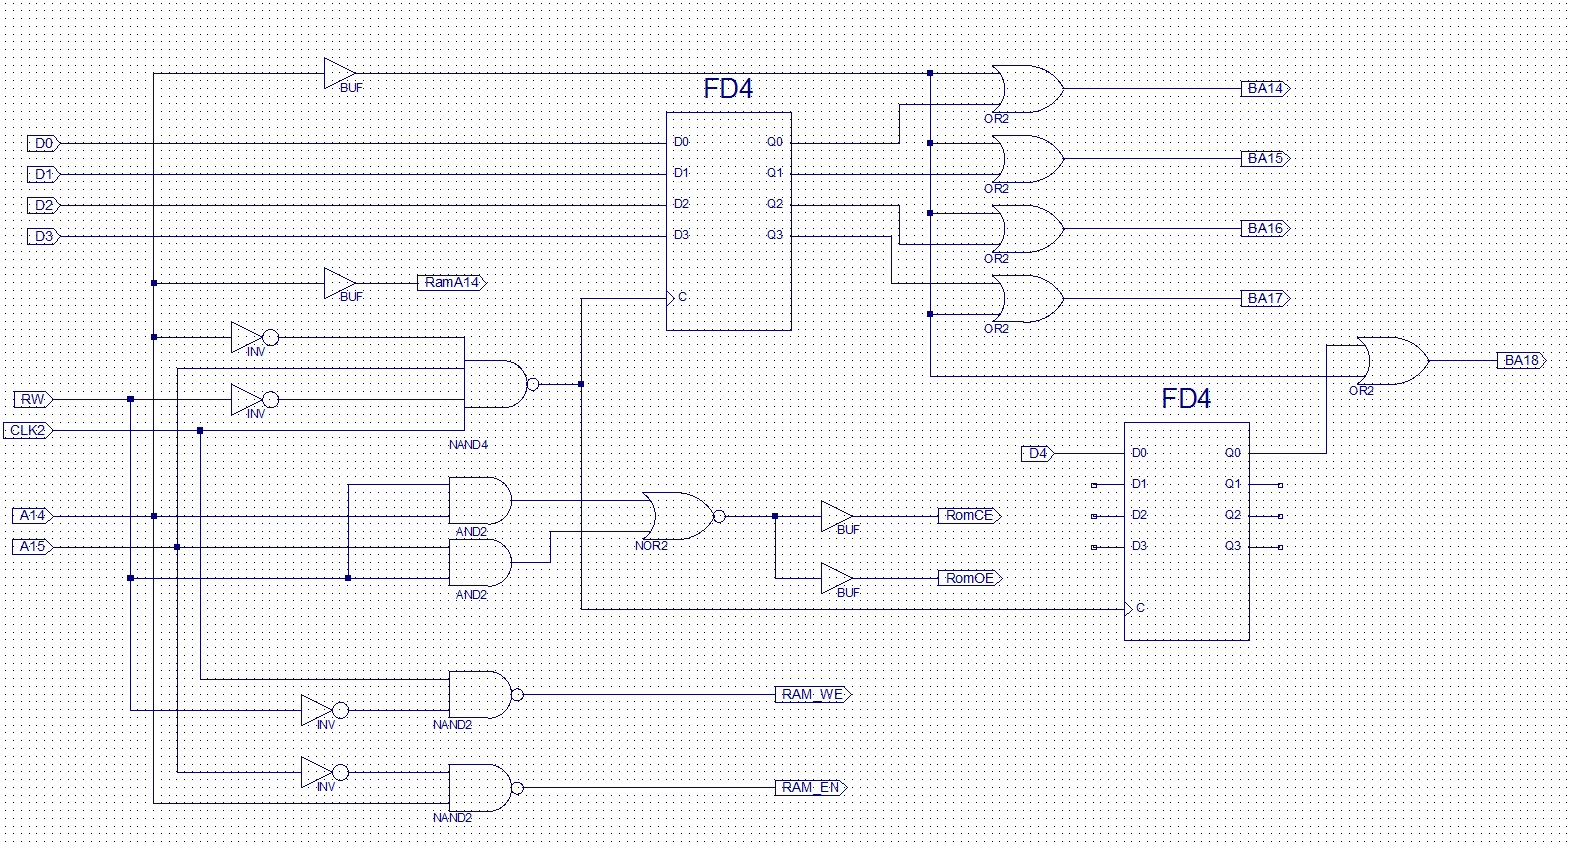 BUF
FD4
BA14
OR2
D0
D0
Q0
BA15
D1
D1
Q1
OR2
D2
D2
Q2
BA16
D3
D3
Q3
OR2
RamA14
BUF
C
BA17
OR2
INV
BA18
OR2
RW
INV
FD4
CLK2
NAND4
D4
D0
Q0
D1
Q1
A14
AND2
RomCE
BUF
D2
Q2
A15
NOR2
D3
Q3
AND2
RomOE
BUF
C
RAM_WE
INV
NAND2
RAM_EN
INV
NAND2